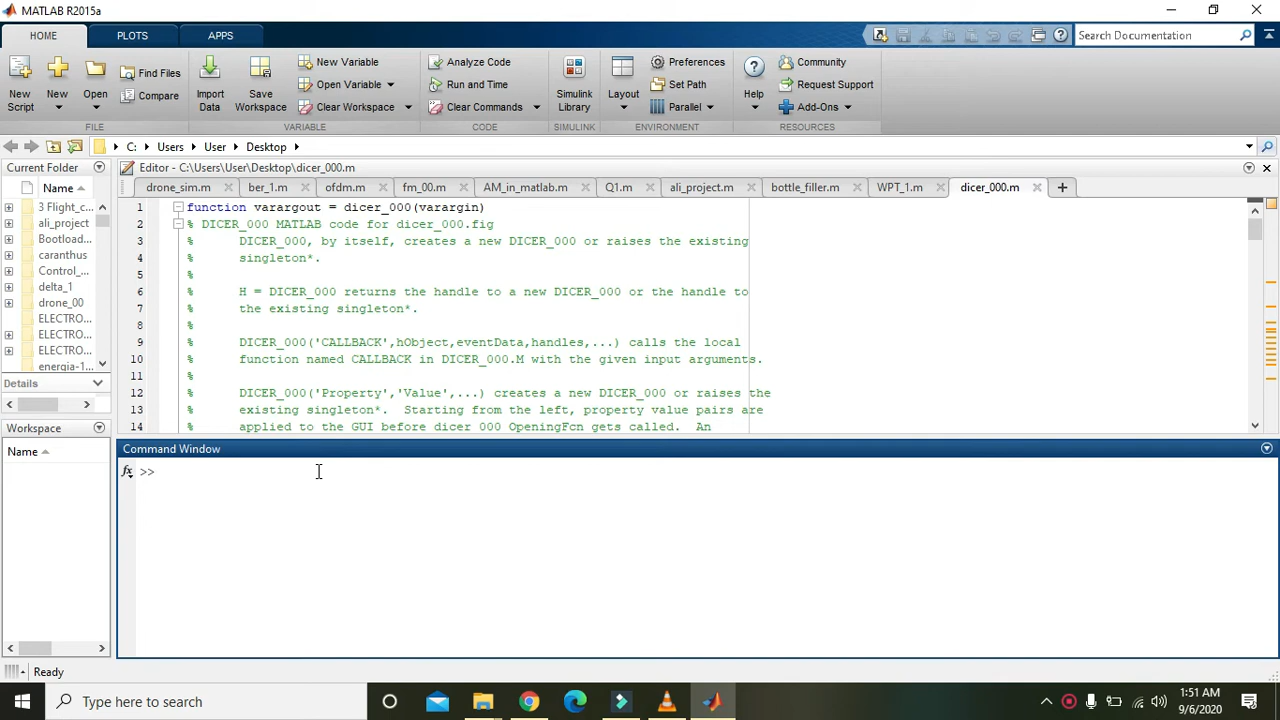 MATLAB R2015a
HOME PLOTS APPS Search Documentation
New Script New Open Find Files Compare
Import Data Save Workspace New Variable Open Variable Clear Workspace
Analyze Code Run and Time Clear Commands
Simulink Library Layout Preferences Set Path Parallel
Help Community Request Support Add-Ons
FILE VARIABLE CODE SIMULINK ENVIRONMENT RESOURCES
C: Users User Desktop
Current Folder
Name
3 Flight_c...
ali_project
Bootload...
caranthus
Control_...
delta_1
drone_00
ELECTRO...
ELECTRO...
ELECTRO...
energia-1...
Details
Workspace
Name
Editor - C:\Users\User\Desktop\dicer_000.m
drone_sim.m ber_1.m ofdm.m fm_00.m AM_in_matlab.m Q1.m ali_project.m bottle_filler.m WPT_1.m dicer_000.m
1 function varargout = dicer_000(varargin)
2 % DICER_000 MATLAB code for dicer_000.fig
3 % DICER_000, by itself, creates a new DICER_000 or raises the existing
4 % singleton*.
5 %
6 % H = DICER_000 returns the handle to a new DICER_000 or the handle to
7 % the existing singleton*.
8 %
9 % DICER_000('CALLBACK',hObject,eventData,handles,...) calls the local
10 % function named CALLBACK in DICER_000.M with the given input arguments.
11 %
12 % DICER_000('Property','Value',...) creates a new DICER_000 or raises the
13 % existing singleton*. Starting from the left, property value pairs are
14 % applied to the GUI before dicer_000_OpeningFcn gets called. An
Command Window
fx >>
Ready
Type here to search
1:51 AM
9/6/2020